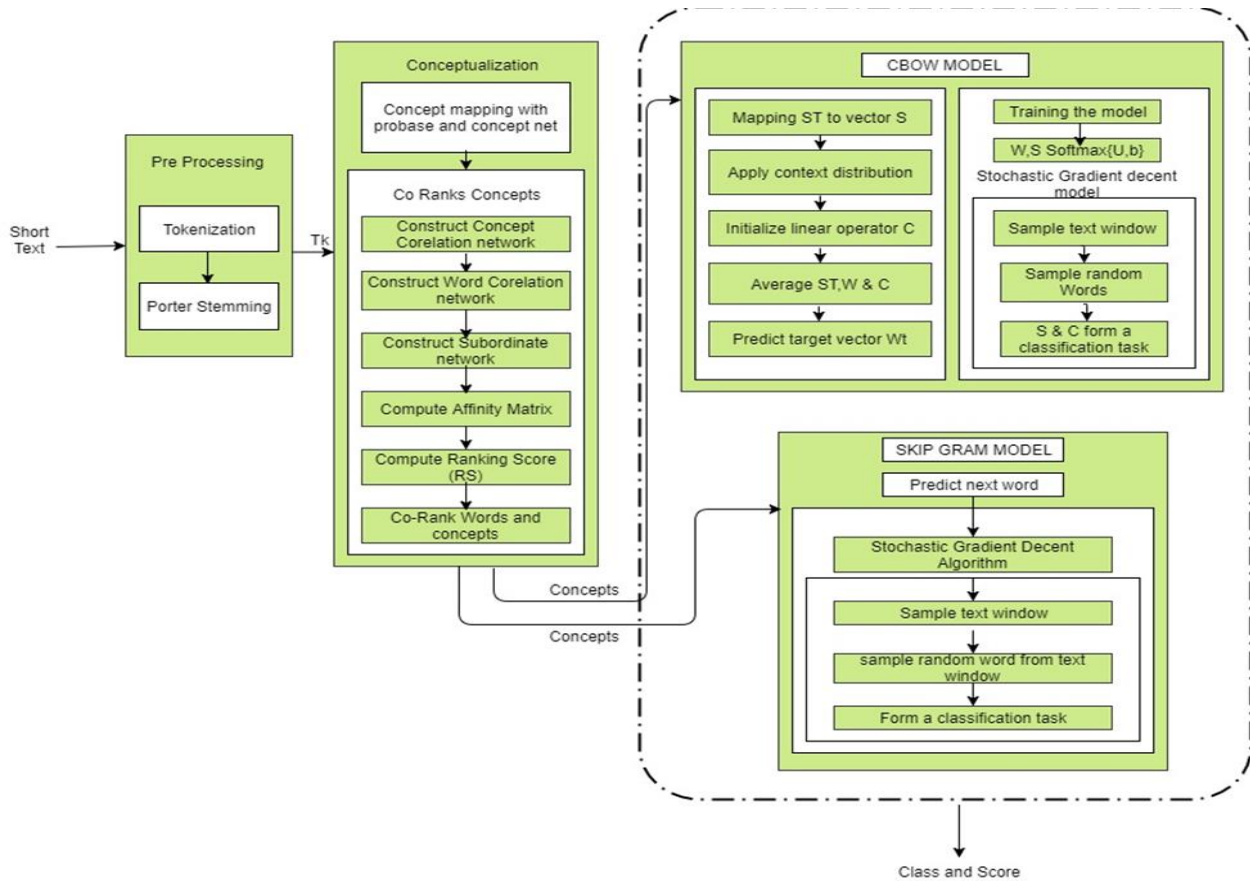 Short
Text
Pre Processing
Tokenization
Porter Stemming
Tk
Conceptualization
Concept mapping with
probase and concept net
Co Ranks Concepts
Construct Concept
Corelation network
Construct Word Corelation
network
Construct Subordinate
network
Compute Affinity Matrix
Compute Ranking Score
(RS)
Co-Rank Words and
concepts
Concepts
Concepts
CBOW MODEL
Mapping ST to vector S
Apply context distribution
Initialize linear operator C
Average ST,W & C
Predict target vector Wt
Training the model
W,S Softmax{U,b}
Stochastic Gradient decent
model
Sample text window
Sample random
Words
S & C form a
classification task
SKIP GRAM MODEL
Predict next word
Stochastic Gradient Decent
Algorithm
Sample text window
sample random word from text
window
Form a classification task
Class and Score